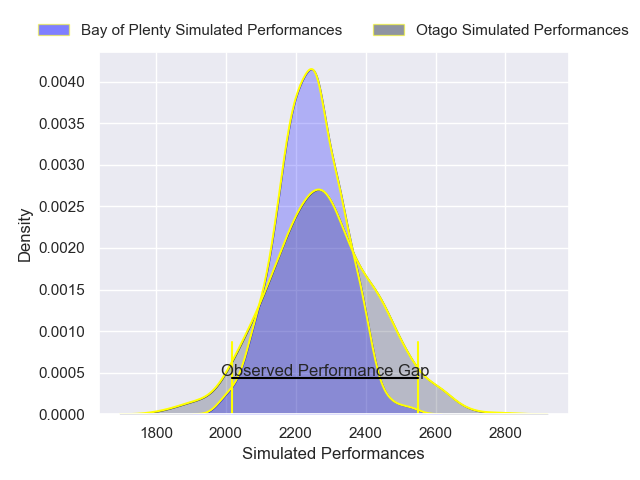 Bay of Plenty Simulated Performances
Otago Simulated Performances
0.0040
0.0035
0.0030
0.0025
0.0020
0.0015
0.0010
0.0005
0.0000
Density
Observed Performance Gap
1800 2000 2200 2400 2600 2800
Simulated Performances